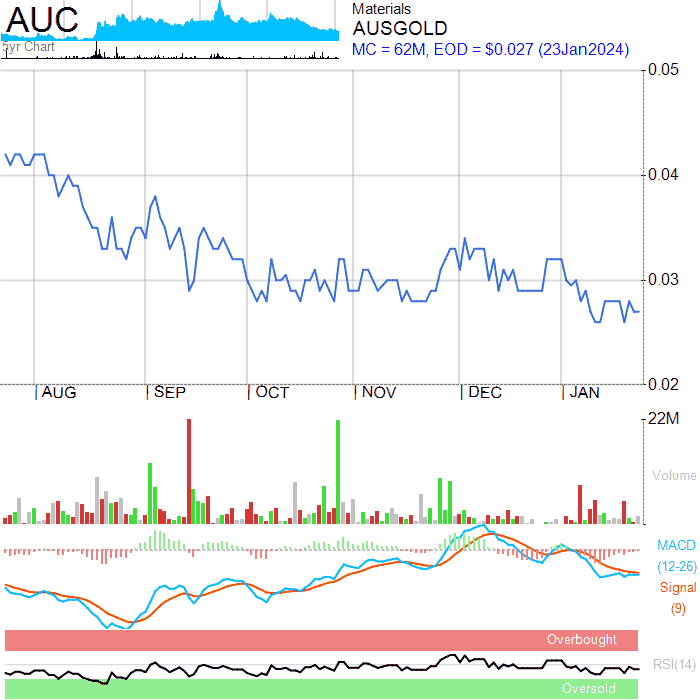 AUC
5yr Chart
Materials
AUSGOLD
MC = 62M, EOD = $0.027 (23Jan2024)
0.05
0.04
0.03
0.02
AUG SEP OCT NOV DEC JAN
22M
Volume
MACD
(12-26)
Signal
(9)
Overbought
RSI(14)
Oversold